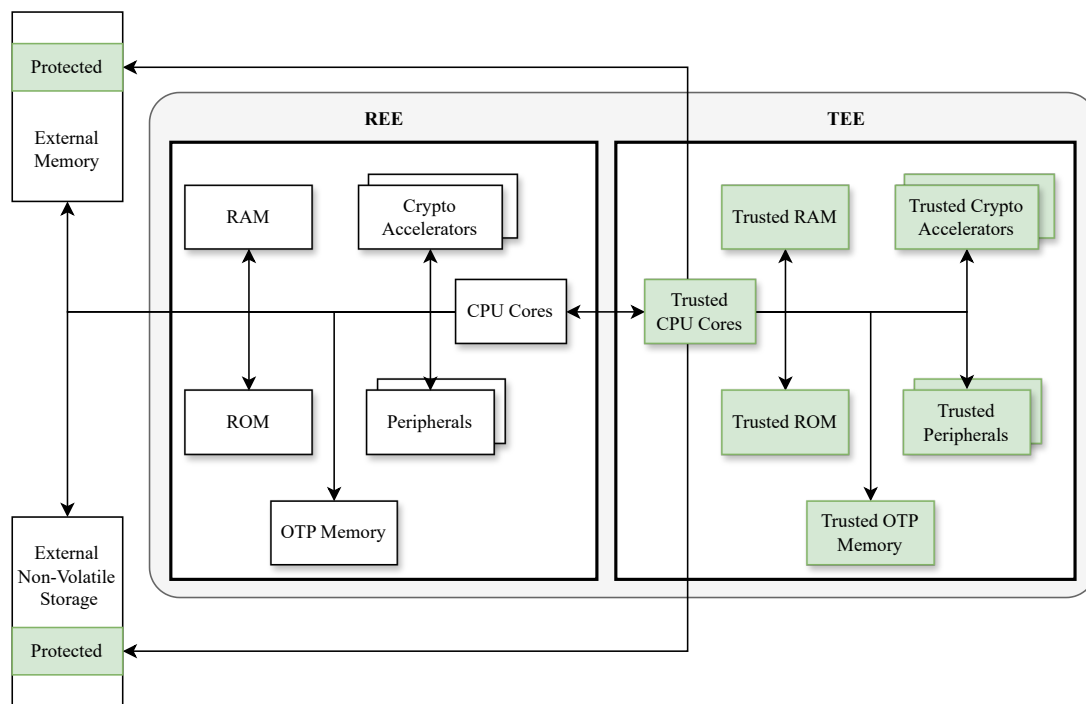 Protected
External
Memory
REE
TEE
RAM
Crypto
Accelerators
Trusted RAM
Trusted Crypto
Accelerators
CPU Cores
Trusted
CPU Cores
ROM
Peripherals
Trusted ROM
Trusted
Peripherals
OTP Memory
Trusted OTP
Memory
External
Non-Volatile
Storage
Protected